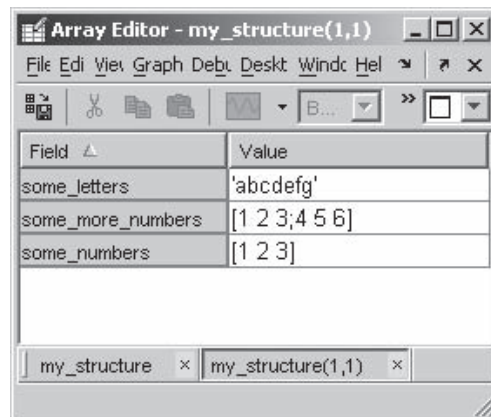 Array Editor - my_structure(1,1)
File Edi Viev Graph Debu Deskt Windc Hel
B... »
Field Value
some_letters 'abcdefg'
some_more_numbers [1 2 3;4 5 6]
some_numbers [1 2 3]
my_structure × my_structure(1,1) ×